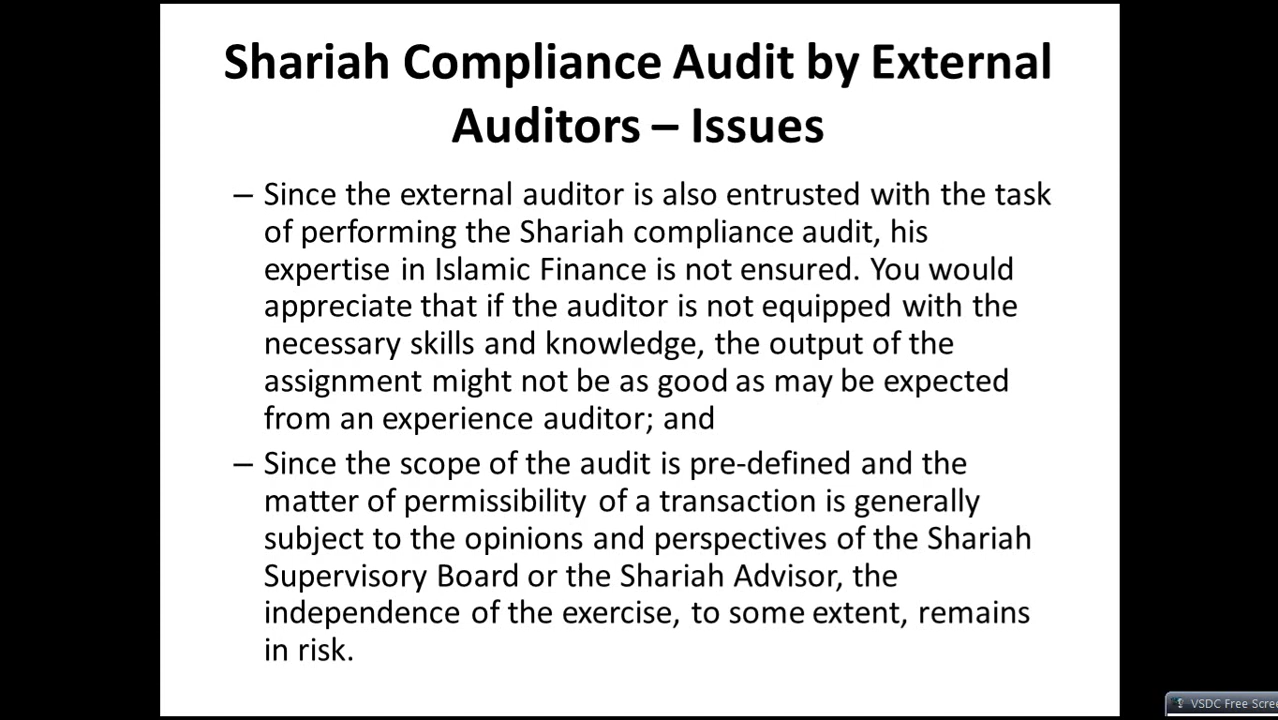 Shariah Compliance Audit by External
Auditors – Issues
– Since the external auditor is also entrusted with the task
of performing the Shariah compliance audit, his
expertise in Islamic Finance is not ensured. You would
appreciate that if the auditor is not equipped with the
necessary skills and knowledge, the output of the
assignment might not be as good as may be expected
from an experience auditor; and
– Since the scope of the audit is pre-defined and the
matter of permissibility of a transaction is generally
subject to the opinions and perspectives of the Shariah
Supervisory Board or the Shariah Advisor, the
independence of the exercise, to some extent, remains
in risk.
VSDC Free Scree